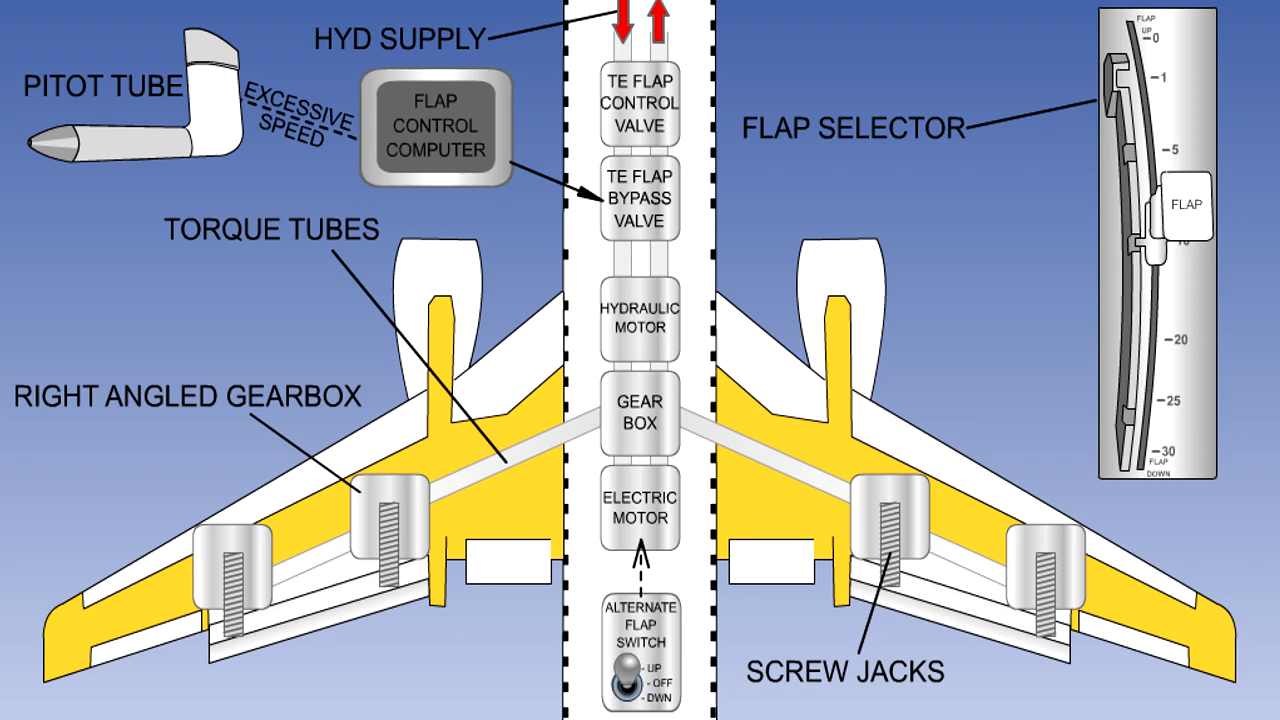 HYD SUPPLY
PITOT TUBE
EXCESSIVE
SPEED
FLAP
CONTROL
COMPUTER
TE FLAP
CONTROL
VALVE
TE FLAP
BYPASS
VALVE
TORQUE TUBES
HYDRAULIC
MOTOR
GEAR
BOX
RIGHT ANGLED GEARBOX
ELECTRIC
MOTOR
ALTERNATE
FLAP
SWITCH
- UP
- OFF
- DWN
SCREW JACKS
FLAP SELECTOR
FLAP
UP
0
1
5
FLAP
20
25
30
FLAP
DOWN